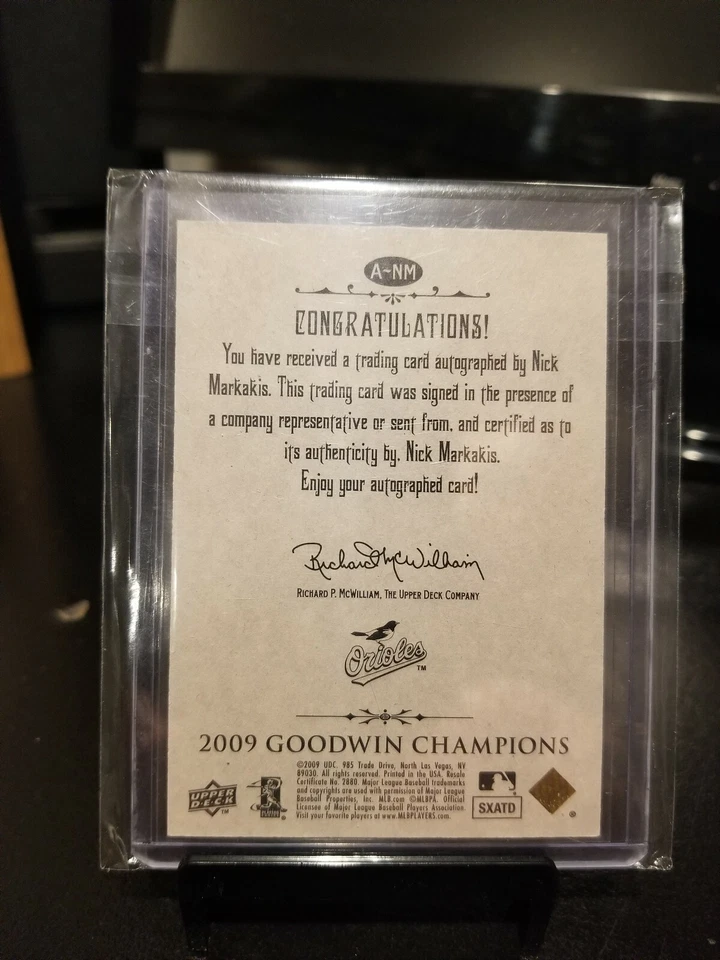 A~NM
CONGRATULATIONS!
You have received a trading card autographed by Nick
Markakis. This trading card was signed in the presence of
a company representative or sent from, and certified as to
its authenticity by, Nick Markakis.
Enjoy your autographed card!
Richard McWilliam
RICHARD P. MCWILLIAM, THE UPPER DECK COMPANY
Orioles TM
2009 GOODWIN CHAMPIONS
©2009 UDC. 985 Trade Drive, North Las Vegas, NV
89030. All rights reserved. Printed in the USA. Resale
Certificate No. 2880. Major League Baseball trademarks
and copyrights are used with permission of Major League
Baseball Properties, Inc. MLB.com ©MLBPA. Official
Licensee of Major League Baseball Players Association.
Visit your favorite players at www.MLBPLAYERS.com.
UPPER DECK TM
SXATD
®